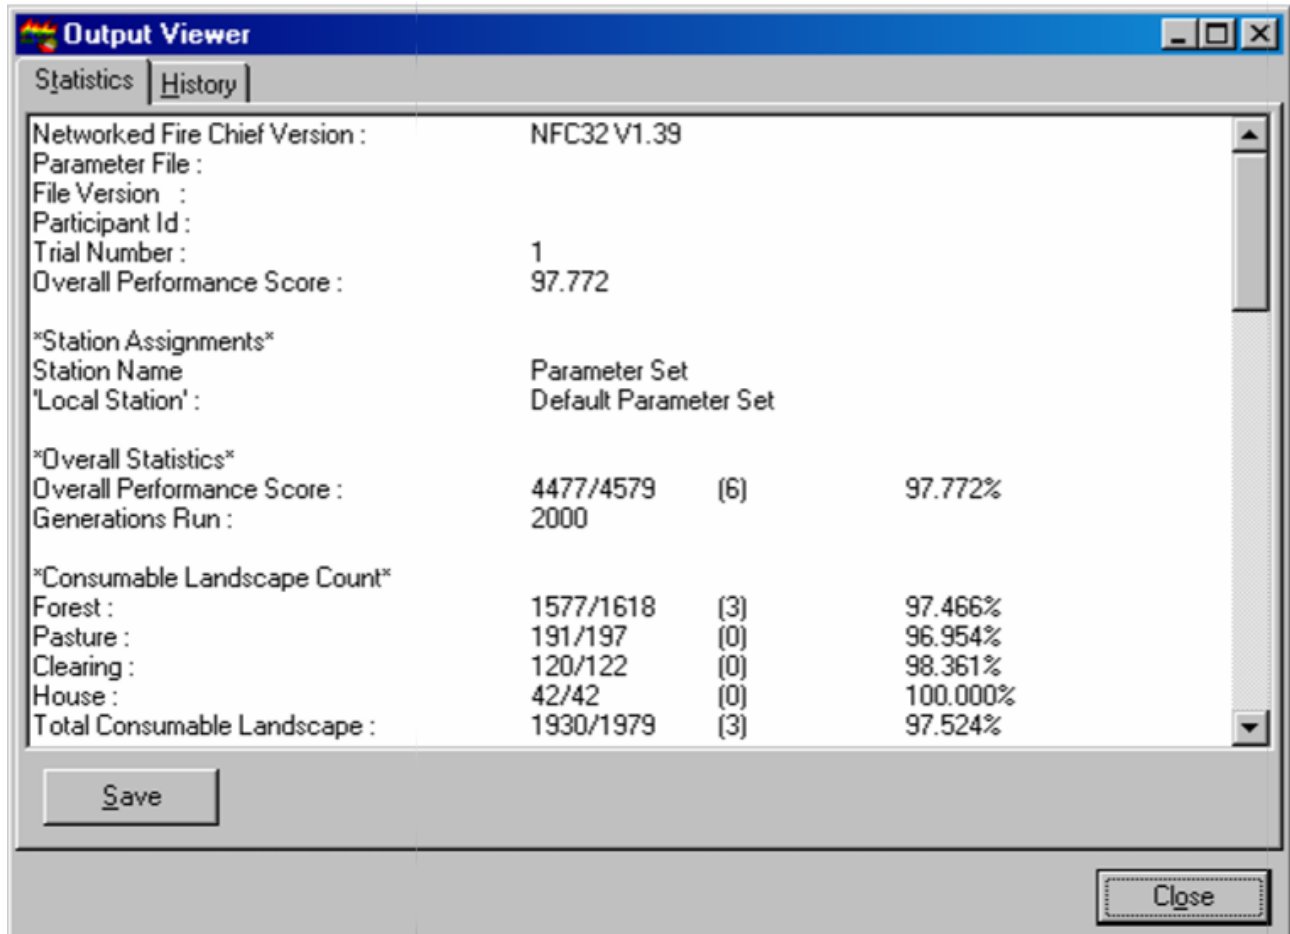 Output Viewer
Statistics History
Networked Fire Chief Version : NFC32 V1.39
Parameter File :
File Version :
Participant Id :
Trial Number : 1
Overall Performance Score : 97.772
*Station Assignments*
Station Name Parameter Set
'Local Station' : Default Parameter Set
*Overall Statistics*
Overall Performance Score : 4477/4579 (6) 97.772%
Generations Run : 2000
*Consumable Landscape Count*
Forest : 1577/1618 (3) 97.466%
Pasture : 191/197 (0) 96.954%
Clearing : 120/122 (0) 98.361%
House : 42/42 (0) 100.000%
Total Consumable Landscape : 1930/1979 (3) 97.524%
Save
Close